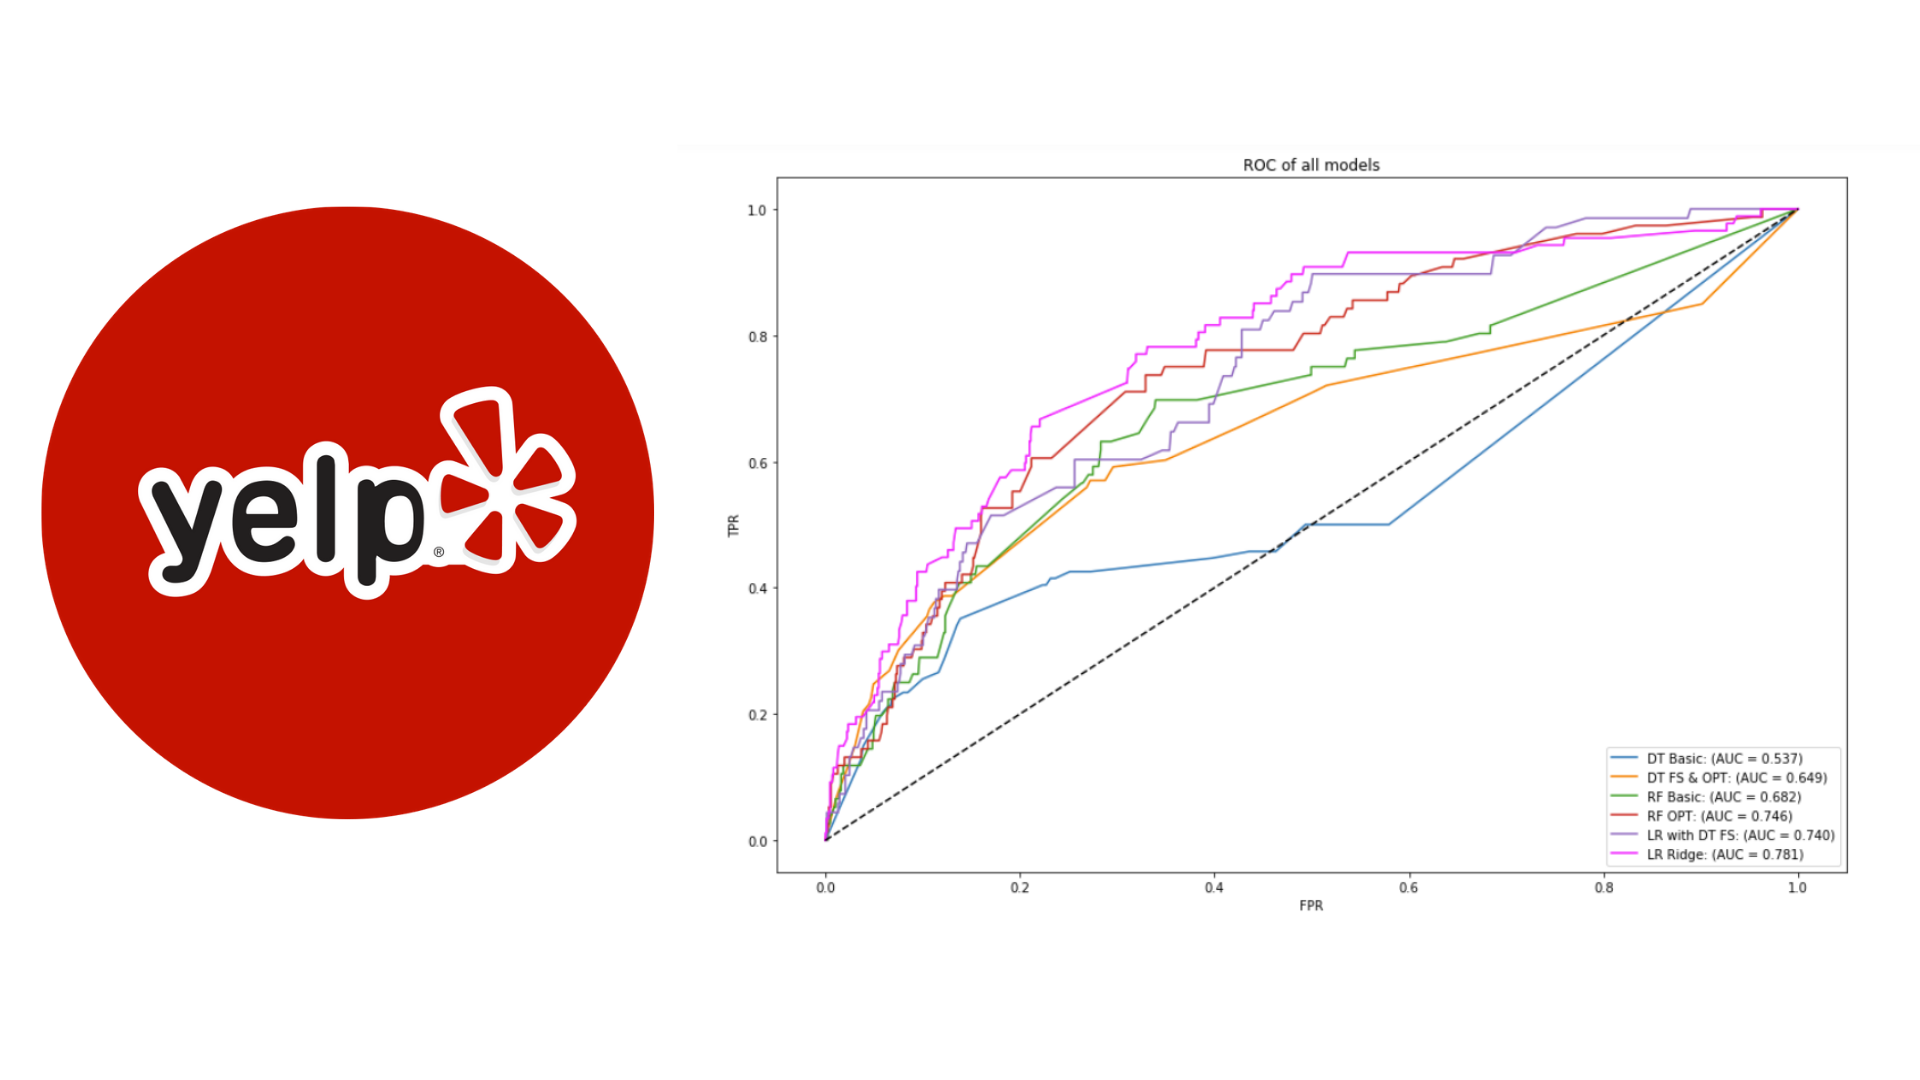 yelp
®
ROC of all models
1.0
0.8
0.6
0.4
0.2
0.0
TPR
0.0 0.2 0.4 0.6 0.8 1.0
FPR
DT Basic: (AUC = 0.537)
DT FS & OPT: (AUC = 0.649)
RF Basic: (AUC = 0.682)
RF OPT: (AUC = 0.746)
LR with DT FS: (AUC = 0.740)
LR Ridge: (AUC = 0.781)